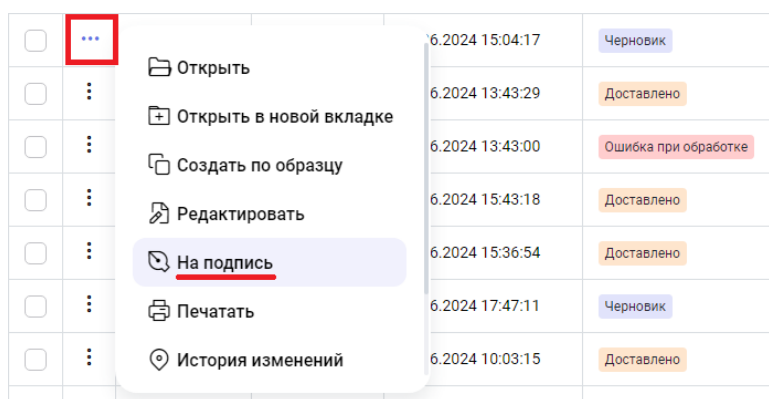 6.2024 15:04:17 Черновик
Открыть
6.2024 13:43:29 Доставлено
Открыть в новой вкладке
6.2024 13:43:00 Ошибка при обработке
Создать по образцу
6.2024 15:43:18 Доставлено
Редактировать
6.2024 15:36:54 Доставлено
На подпись
6.2024 17:47:11 Черновик
Печатать
6.2024 10:03:15 Доставлено
История изменений